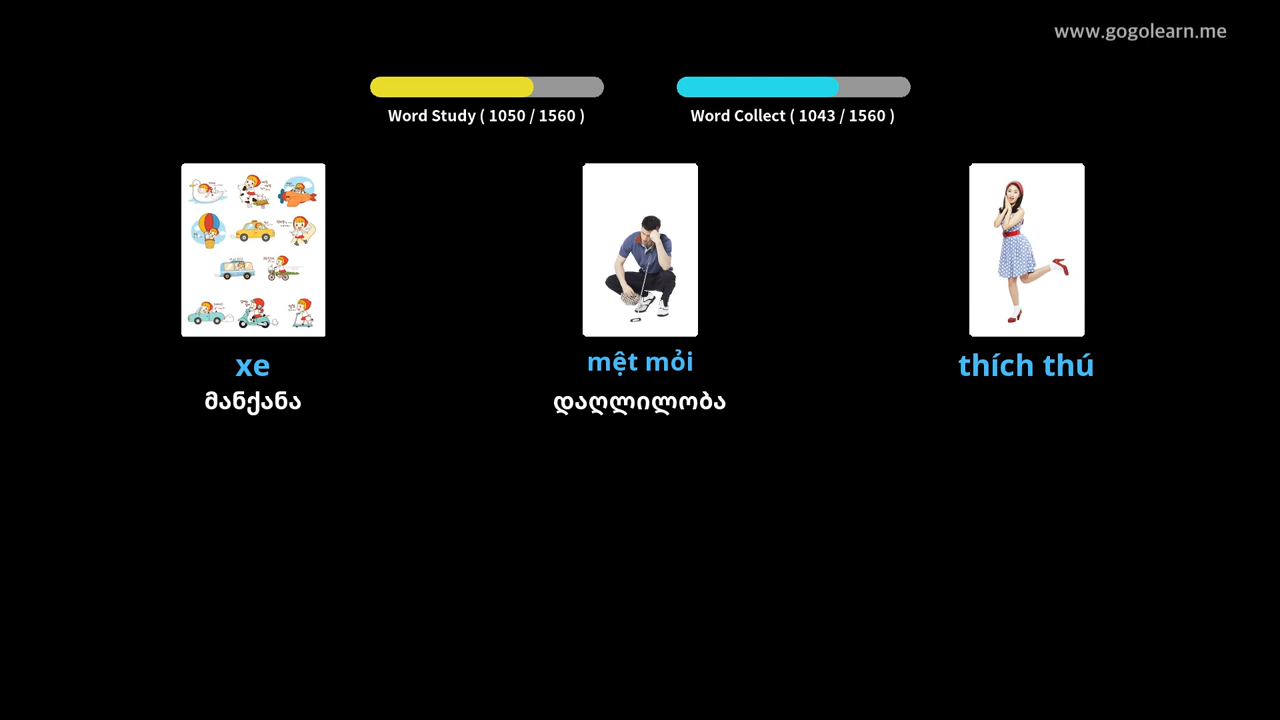 www.gogolearn.me
Word Study ( 1050 / 1560 )
Word Collect ( 1043 / 1560 )
xe
mệt mỏi
thích thú
მანქანა
დაღლილობა